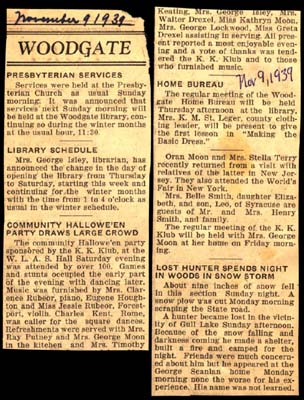 November 9, 1939
WOODGATE
PRESBYTERIAN SERVICES
Services were held at the Presby-
terian Church as usual Sunday
morning. It was announced that
services next Sunday morning will
be held at the Woodgate library, con-
tinuing so during the winter months
at the usual hour, 11:30.
LIBRARY SCHEDULE
Mrs. George Isley, librarian, has
announced the change in the day of
opening the library from Thursday
to Saturday, starting this week and
continuing for the winter months
with the time from 1 to 4 o'clock as
usual in the winter schedule.
COMMUNITY HALLOWE'EN
PARTY DRAWS LARGE CROWD
The community Hallowe'en party
sponsored by the K. K. Club, at the
W. L. A. S. Hall Saturday evening
was attended by over 100. Games
and stunts occupied the early part
of the evening with dancing later.
Music was furnished by Mrs. Clar-
ence Rubeor, piano, Eugene Hough-
ton and Miss Jessie Rubeor, Forest-
port, violin, Charles Kent, Rome,
was caller for the square dances.
Refreshments were served with Mrs.
Ray Putney and Mrs. George Moon
in the kitchen and Mrs. Timothy
Keating, Mrs. George Isley, Mrs.
Walter Drexel, Miss Kathryn Moon,
Mrs. George Lockwood, Miss Greta
Drexel assisting in serving. All pres-
ent reported a most enjoyable even-
ing and a vote of thanks was tend-
ered the K. K. Club and to those
who furnished music.
Nov 9, 1939
HOME BUREAU
The regular meeting of the Wood-
gate Home Bureau will be held
Thursday afternoon at the library.
Mrs. K. M. St. Leger, county cloth-
ing leader, will be present to give
the first lesson in "Making the
Basic Dress."
Oran Moon and Mrs. Stella Terry
recently returned from a visit with
relatives of the latter in New Jer-
sey. They also attended the World's
Fair in New York.
Mrs. Belle Smith, daughter Eliza-
beth, and son, Leo, of Syracuse are
guests of Mr. and Mrs. Henry
Smith, and family.
The regular meeting of the K. K.
Club will be held with Mrs. George
Moon at her home on Friday morn-
ing.
LOST HUNTER SPENDS NIGHT
IN WOODS IN SNOW STORM
About nine inches of snow fell
in this section Sunday night. A
snow plow was out Monday morning
scraping the State road.
A hunter became lost in the vicin-
ity of Gull Lake Sunday afternoon.
Because of the snow falling and
darkness coming he made a shelter,
built a fire and camped for the
night. Friends were much concern-
ed about him but he appeared at the
George Scanlan home Monday
morning none the worse for his ex-
perience. His name was not learned.